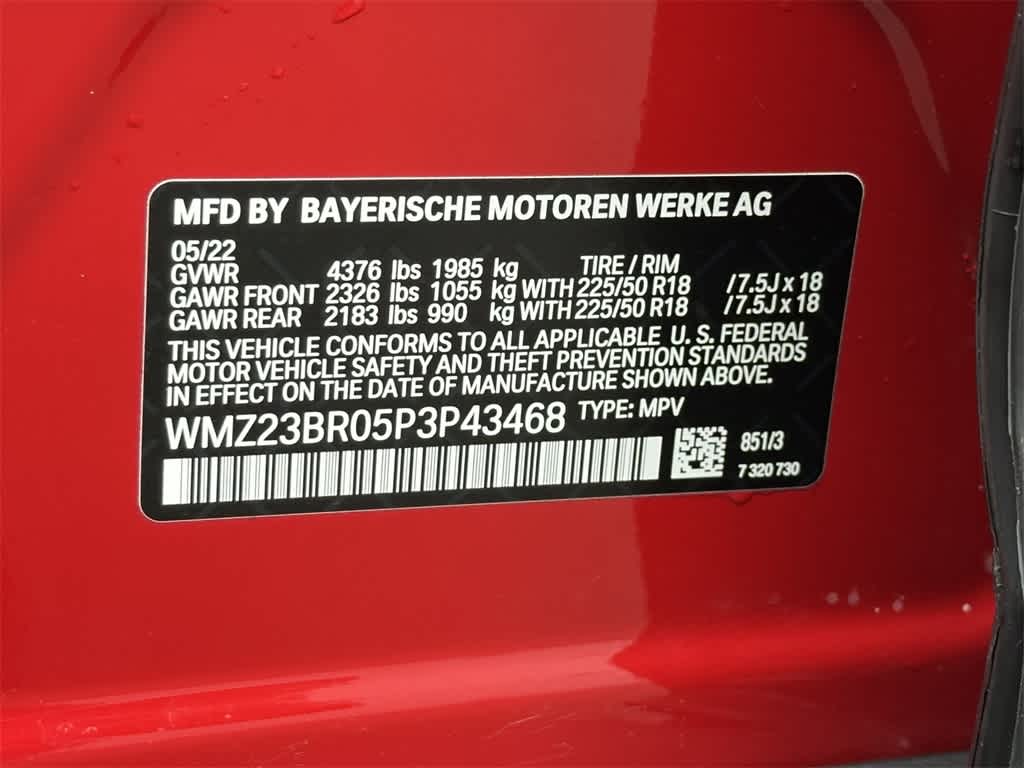 MFD BY BAYERISCHE MOTOREN WERKE AG
05/22
GVWR 4376 lbs 1985 kg TIRE / RIM
GAWR FRONT 2326 lbs 1055 kg WITH 225/50 R18 /7.5J x 18
GAWR REAR 2183 lbs 990 kg WITH 225/50 R18 /7.5J x 18
THIS VEHICLE CONFORMS TO ALL APPLICABLE U. S. FEDERAL
MOTOR VEHICLE SAFETY AND THEFT PREVENTION STANDARDS
IN EFFECT ON THE DATE OF MANUFACTURE SHOWN ABOVE.
WMZ23BR05P3P43468 TYPE: MPV
851/3
7 320 730